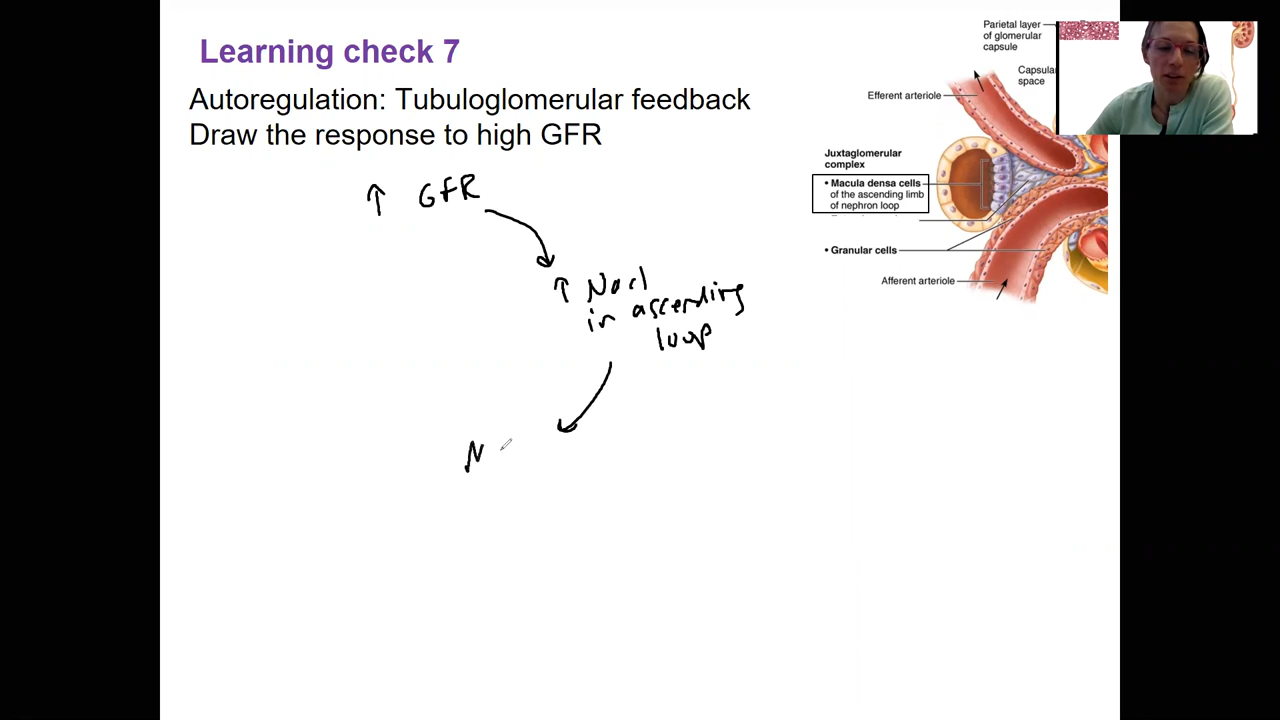 Learning check 7
Autoregulation: Tubuloglomerular feedback
Draw the response to high GFR
↑ GFR
↑ Nacl
in ascending
loop
N
Parietal layer
of glomerular
capsule
Capsular
space
Efferent arteriole
Juxtaglomerular
complex
• Macula densa cells
of the ascending limb
of nephron loop
• Granular cells
Afferent arteriole